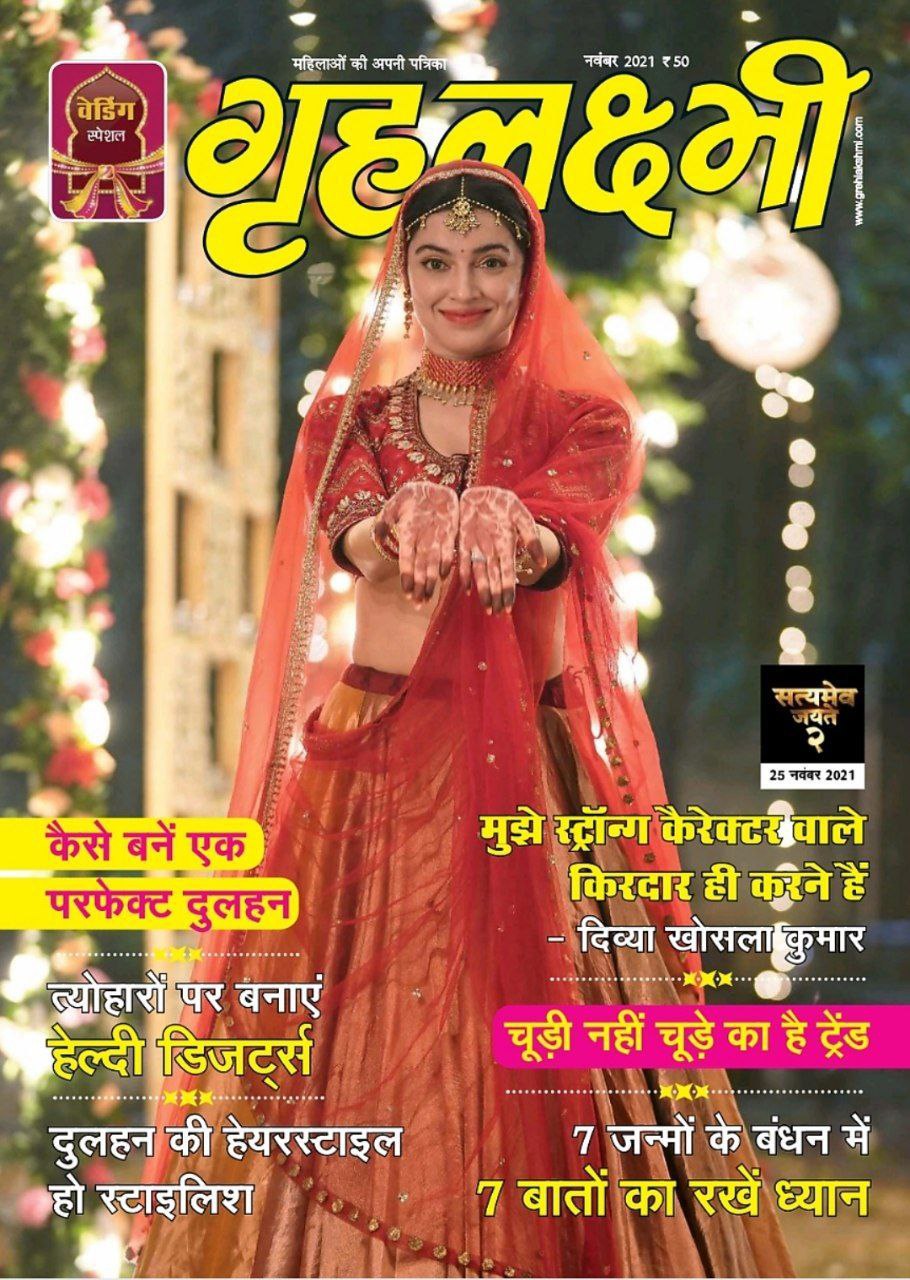 महिलाओं की अपनी पत्रिका
नवंबर 2021 ₹ 50
वेडिंग
स्पेशल
गृहलक्ष्मी
www.grehlakshmi.com
सत्यमेव
जयते
२
25 नवंबर 2021
मुझे स्ट्रॉन्ग कैरेक्टर वाले
किरदार ही करने हैं
- दिव्या खोसला कुमार
कैसे बनें एक
परफेक्ट दुलहन
त्योहारों पर बनाएं
हेल्दी डिजर्ट्स
चूड़ी नहीं चूड़े का है ट्रेंड
दुलहन की हेयरस्टाइल
हो स्टाइलिश
7 जन्मों के बंधन में
7 बातों का रखें ध्यान